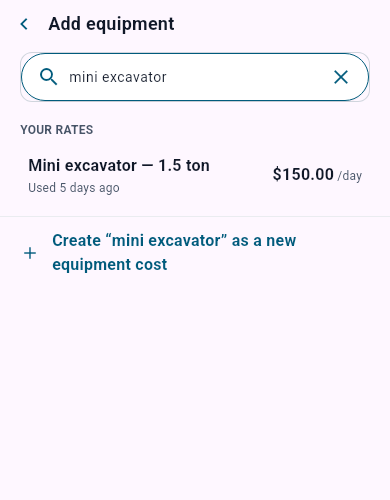 Add equipment
mini excavator
YOUR RATES
Mini excavator — 1.5 ton
$150.00 /day
Used 5 days ago
Create “mini excavator” as a new
equipment cost